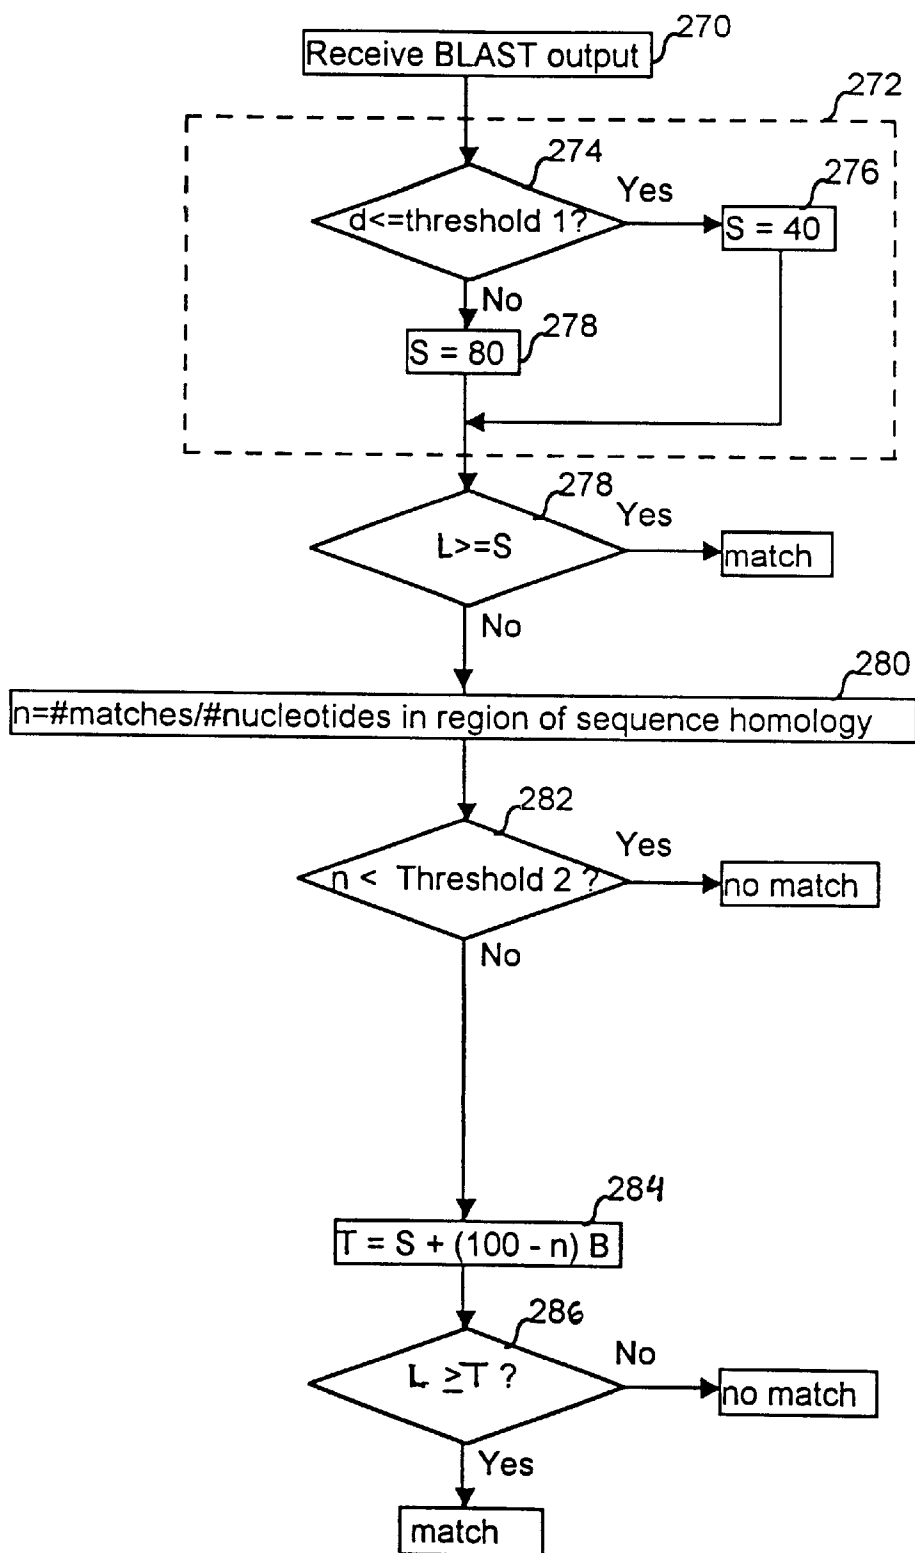 270
Receive BLAST output
272
274
276
Yes
d<=threshold 1?
S = 40
No
278
S = 80
278
Yes
L>=S
match
No
280
n=#matches/#nucleotides in region of sequence homology
282
Yes
n < Threshold 2 ?
no match
No
284
T = S + (100 - n) B
286
No
L ≥T ?
no match
Yes
match